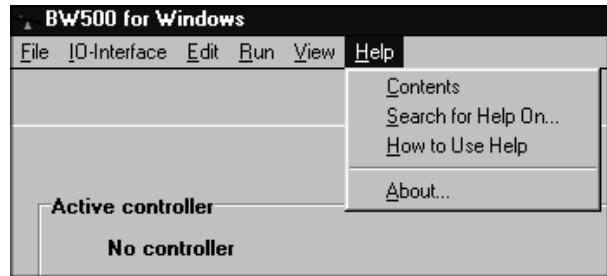 BW500 for Windows
File IO-Interface Edit Run View Help
Contents
Search for Help On...
How to Use Help
About...
Active controller
No controller